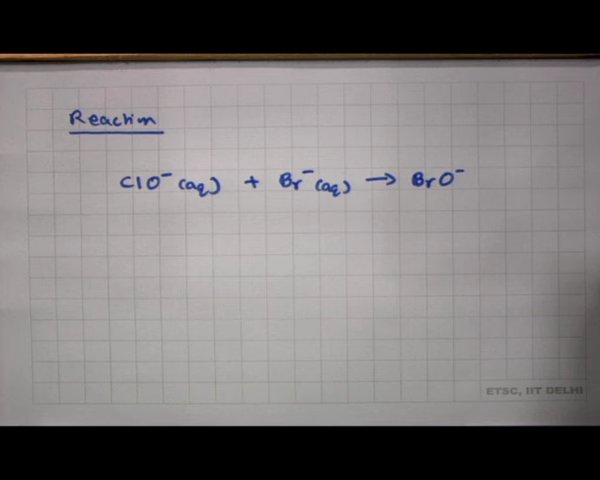 Reaction
ClO⁻(aq) + Br⁻(aq) → BrO⁻
ETSC, IIT DELHI